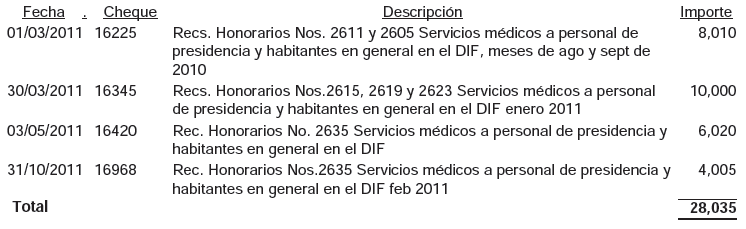 Fecha . Cheque Descripción Importe
01/03/2011 16225 Recs. Honorarios Nos. 2611 y 2605 Servicios médicos a personal de 8,010
presidencia y habitantes en general en el DIF, meses de ago y sept de
2010
30/03/2011 16345 Recs. Honorarios Nos.2615, 2619 y 2623 Servicios médicos a personal 10,000
de presidencia y habitantes en general en el DIF enero 2011
03/05/2011 16420 Rec. Honorarios No. 2635 Servicios médicos a personal de presidencia y 6,020
habitantes en general en el DIF
31/10/2011 16968 Rec. Honorarios Nos.2635 Servicios médicos a personal de presidencia y 4,005
habitantes en general en el DIF feb 2011
Total 28,035